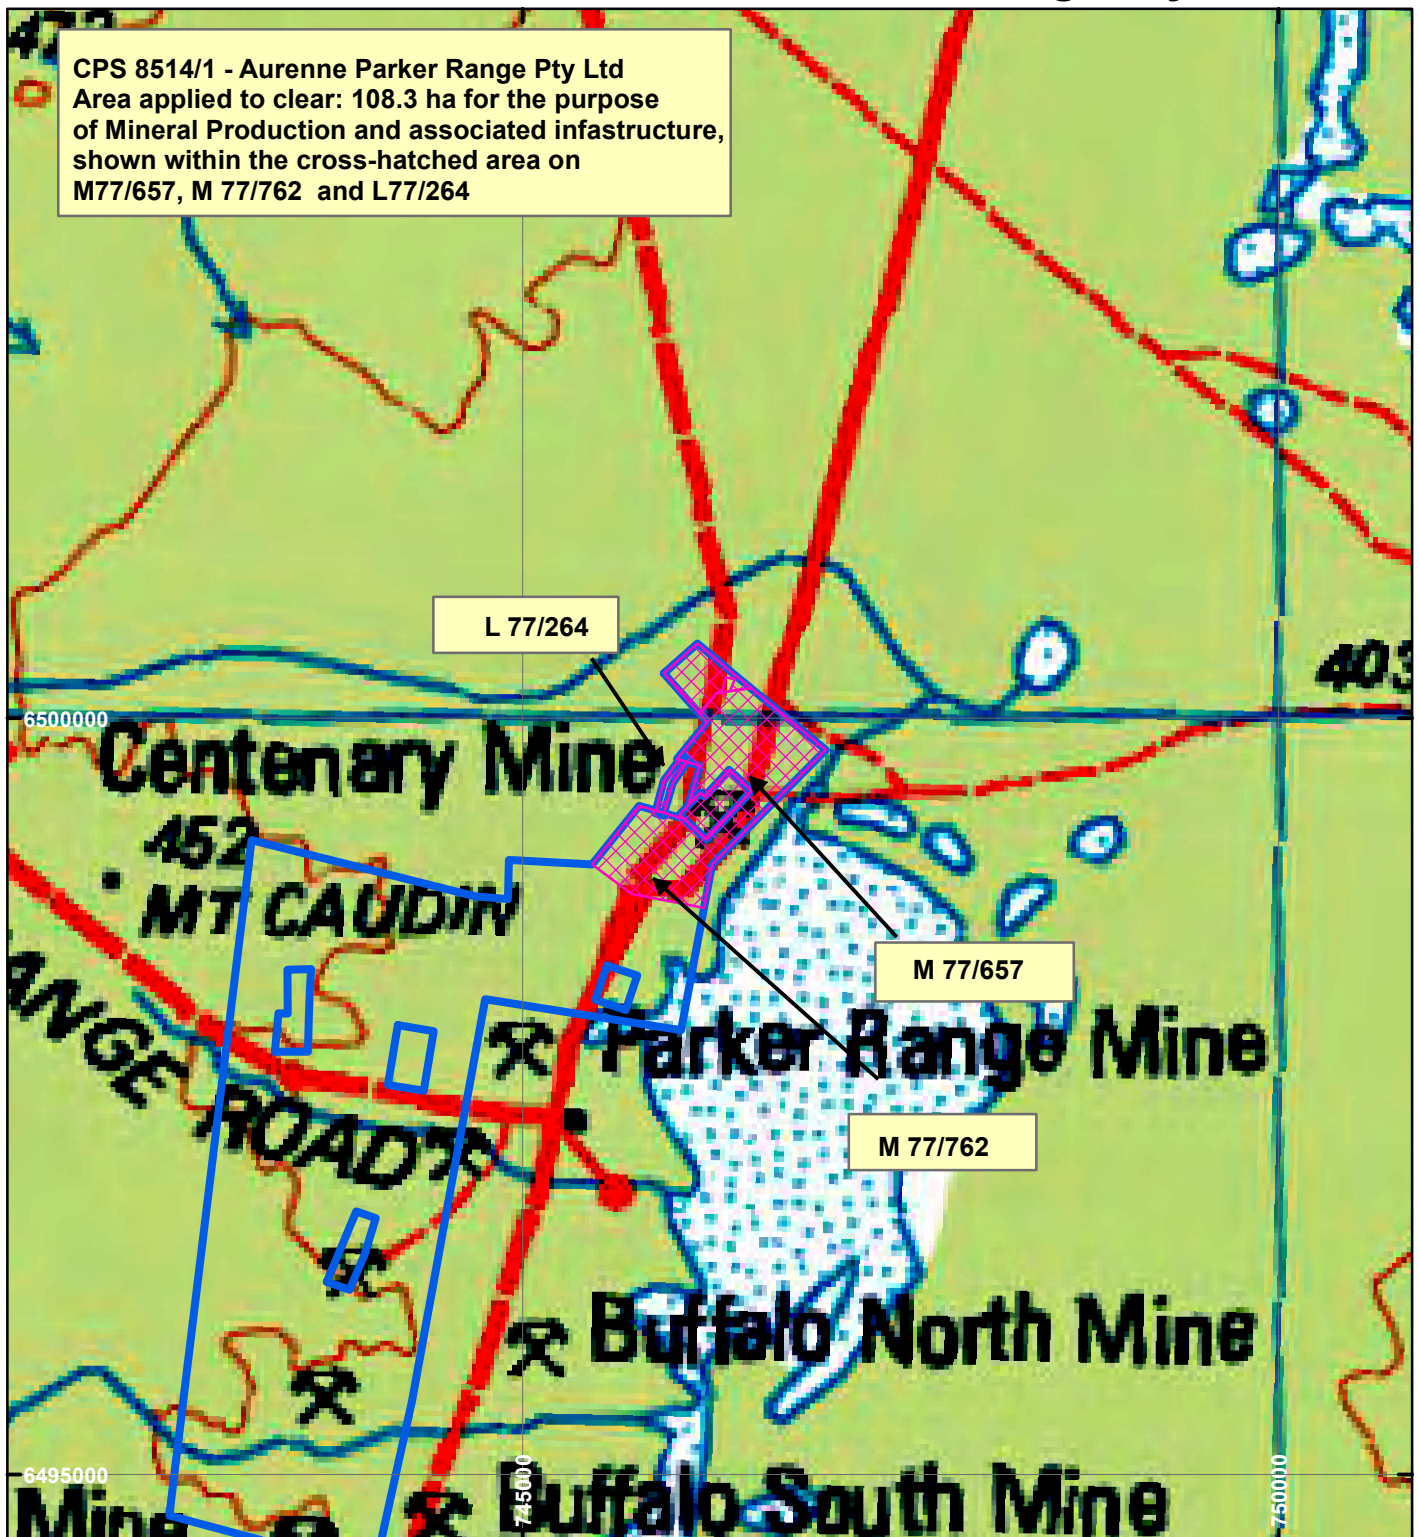 CPS 8514/1 - Aurenne Parker Range Pty Ltd
Area applied to clear: 108.3 ha for the purpose
of Mineral Production and associated infastructure,
shown within the cross-hatched area on
M77/657, M 77/762 and L77/264
L 77/264
403
6500000
Centenary Mine
452
MT CAUDIN
M 77/657
ANGE ROAD
Parker Range Mine
M 77/762
Buffalo North Mine
6495000
745000
750000
Buffalo South Mine
Mine